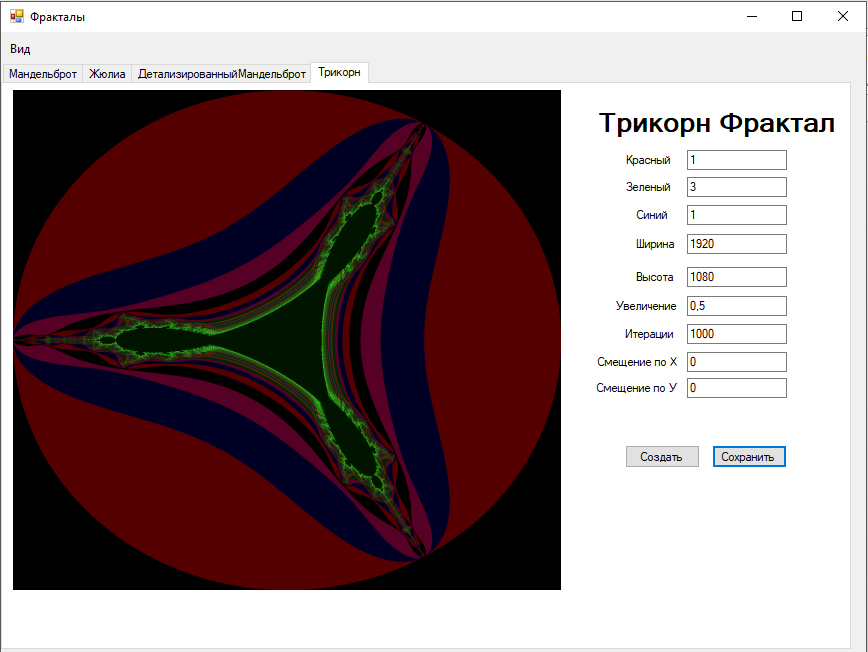 Фракталы
Вид
Мандельброт Жюлиа ДетализированныйМандельброт Трикорн
Трикорн Фрактал
Красный 1
Зеленый 3
Синий 1
Ширина 1920
Высота 1080
Увеличение 0,5
Итерации 1000
Смещение по X 0
Смещение по У 0
Создать Сохранить